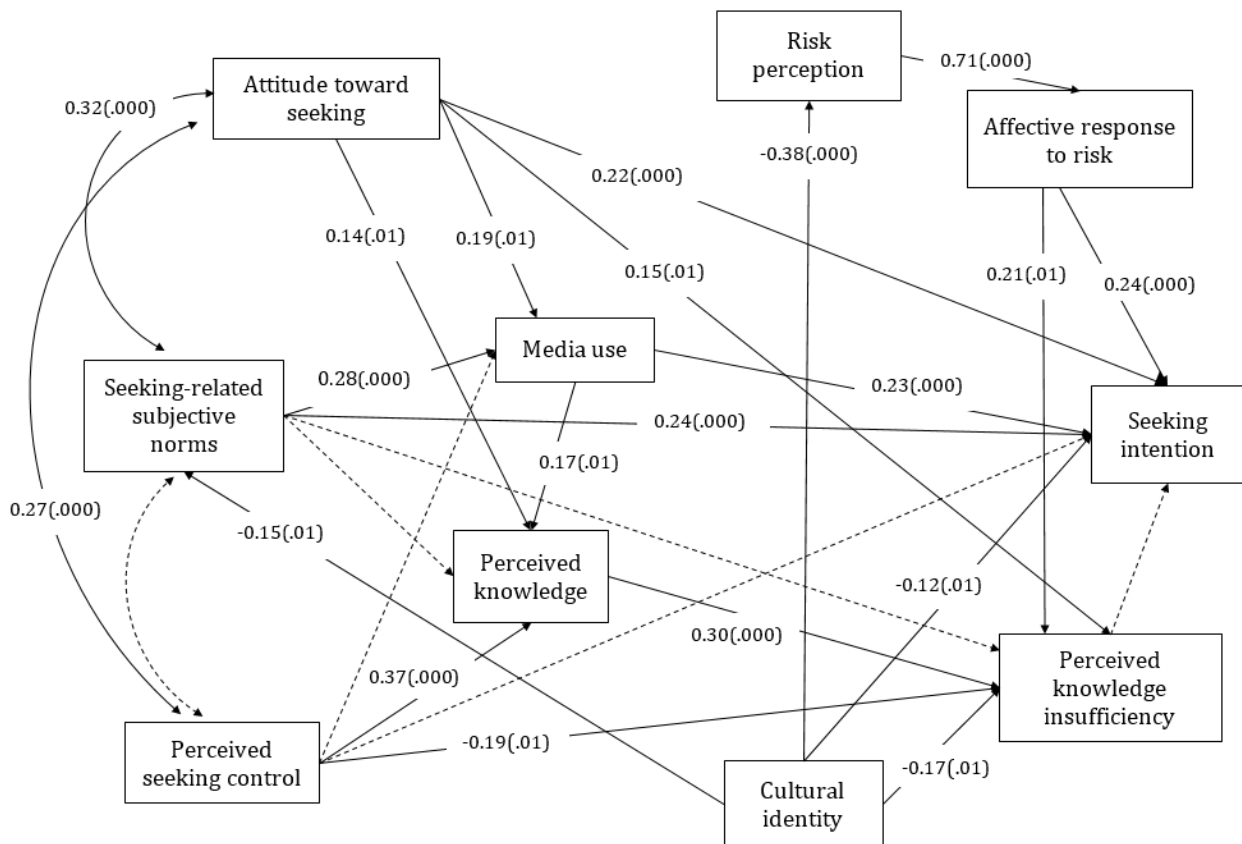 Risk
perception
0.71(.000)
Attitude toward
seeking
0.32(.000)
Affective response
to risk
-0.38(.000)
0.22(.000)
0.14(.01)
0.19(.01)
0.15(.01)
0.21(.01)
0.24(.000)
Media use
Seeking-related
subjective
norms
0.28(.000)
0.23(.000)
0.24(.000)
Seeking
intention
0.17(.01)
0.27(.000)
-0.15(.01)
Perceived
knowledge
-0.12(.01)
0.30(.000)
Perceived
knowledge
insufficiency
0.37(.000)
-0.19(.01)
Perceived
seeking control
-0.17(.01)
Cultural
identity